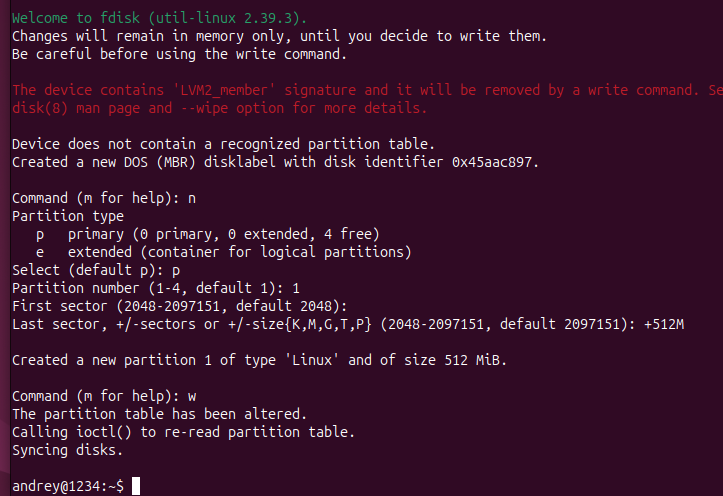 Welcome to fdisk (util-linux 2.39.3).
Changes will remain in memory only, until you decide to write them.
Be careful before using the write command.
The device contains 'LVM2_member' signature and it will be removed by a write command. Se
disk(8) man page and --wipe option for more details.
Device does not contain a recognized partition table.
Created a new DOS (MBR) disklabel with disk identifier 0x45aac897.
Command (m for help): n
Partition type
   p   primary (0 primary, 0 extended, 4 free)
   e   extended (container for logical partitions)
Select (default p): p
Partition number (1-4, default 1): 1
First sector (2048-2097151, default 2048):
Last sector, +/-sectors or +/-size{K,M,G,T,P} (2048-2097151, default 2097151): +512M
Created a new partition 1 of type 'Linux' and of size 512 MiB.
Command (m for help): w
The partition table has been altered.
Calling ioctl() to re-read partition table.
Syncing disks.
andrey@1234:~$